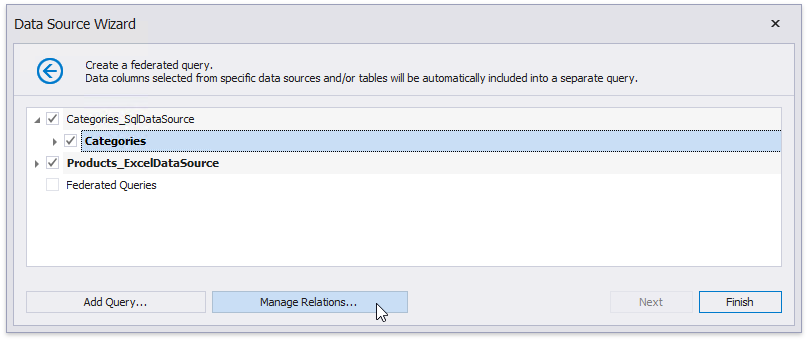 Data Source Wizard
Create a federated query.
Data columns selected from specific data sources and/or tables will be automatically included into a separate query.
Categories_SqlDataSource
Categories
Products_ExcelDataSource
Federated Queries
Add Query...
Manage Relations...
Next
Finish